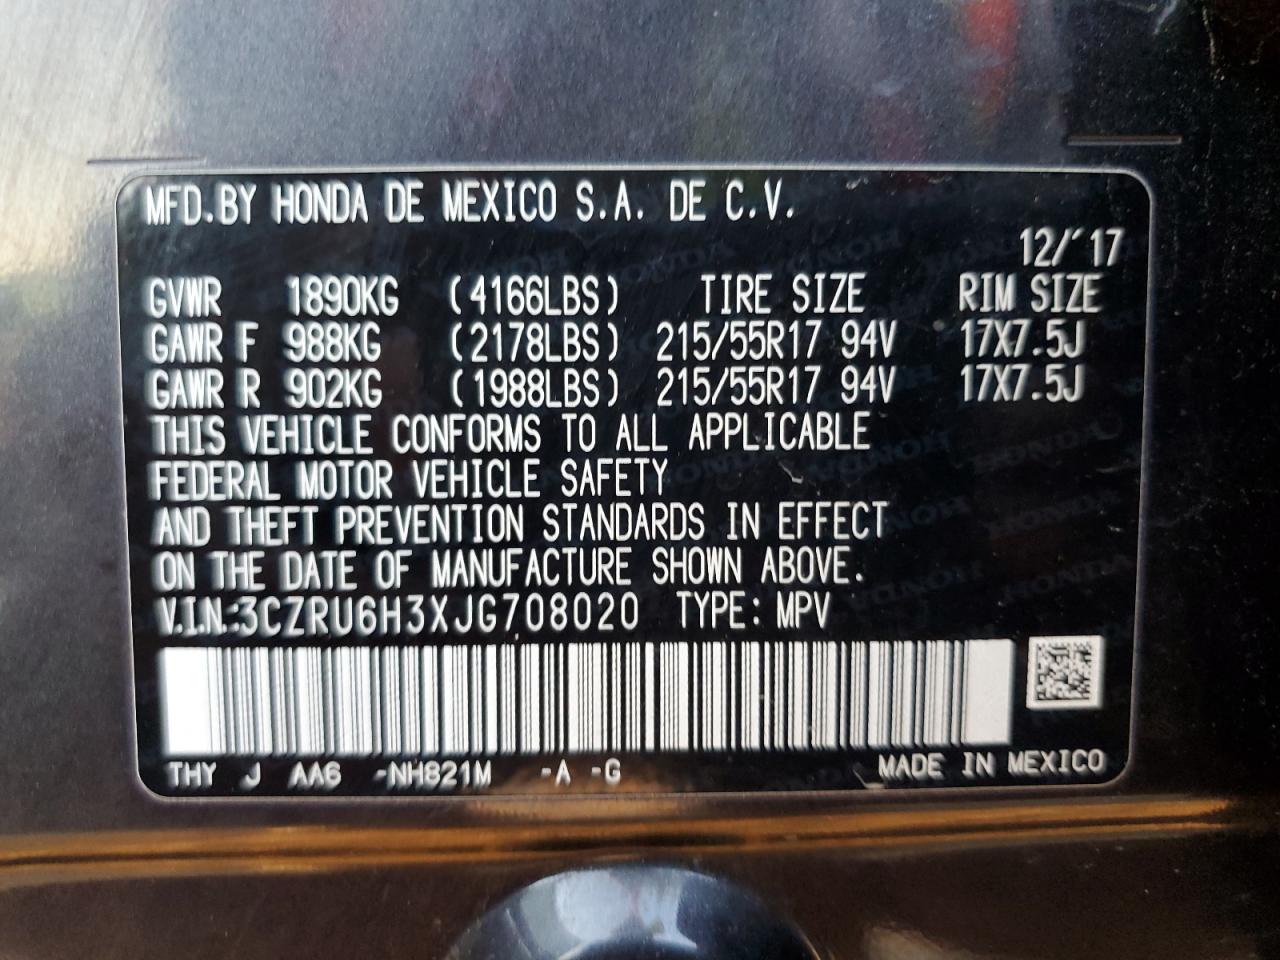 MFD.BY HONDA DE MEXICO S.A. DE C.V.
12/'17
GVWR 1890KG (4166LBS) TIRE SIZE RIM SIZE
GAWR F 988KG (2178LBS) 215/55R17 94V 17X7.5J
GAWR R 902KG (1988LBS) 215/55R17 94V 17X7.5J
THIS VEHICLE CONFORMS TO ALL APPLICABLE
FEDERAL MOTOR VEHICLE SAFETY
AND THEFT PREVENTION STANDARDS IN EFFECT
ON THE DATE OF MANUFACTURE SHOWN ABOVE.
V.I.N.:3CZRU6H3XJG708020 TYPE: MPV
THY J AA6 -NH821M -A -G MADE IN MEXICO